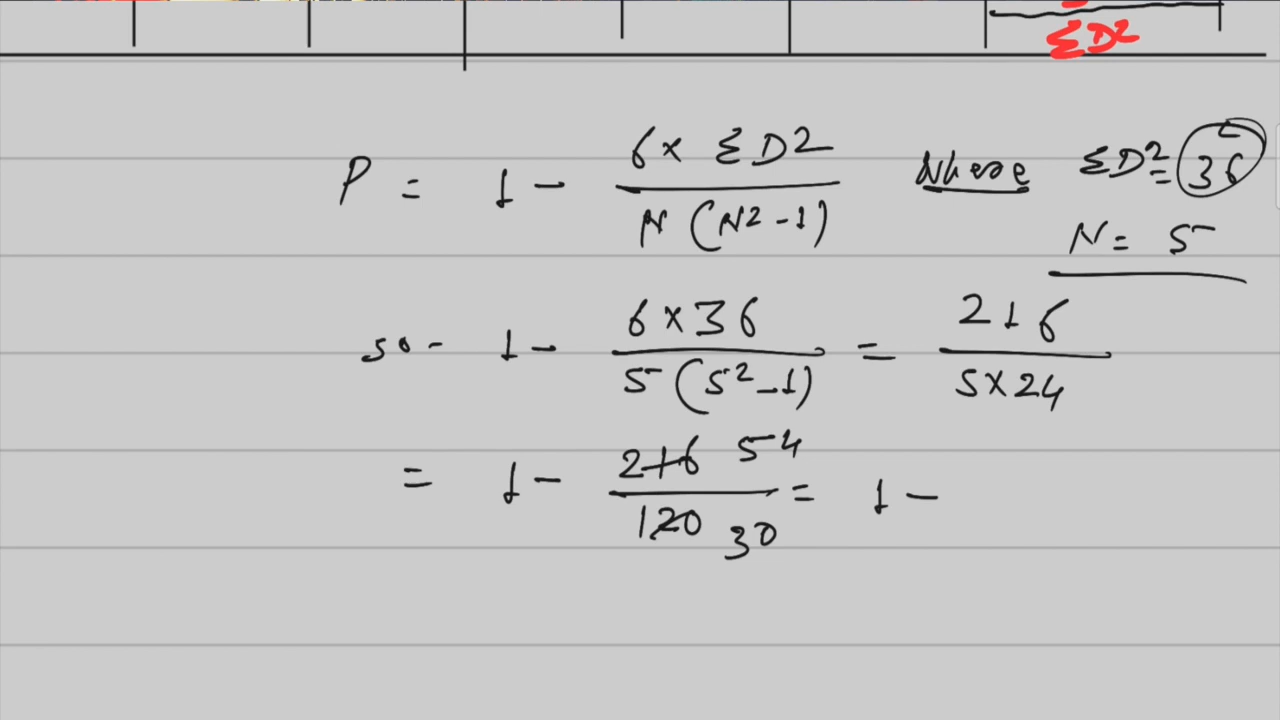 ΣD2
P = 1 - 6 x ΣD2 / N (N2 - 1) Where ΣD2 = 36
N = 5
so - 1 - 6 x 36 / 5 (52 - 1) = 216 / 5 x 24
= 1 - 216 54 / 120 30 = 1 -